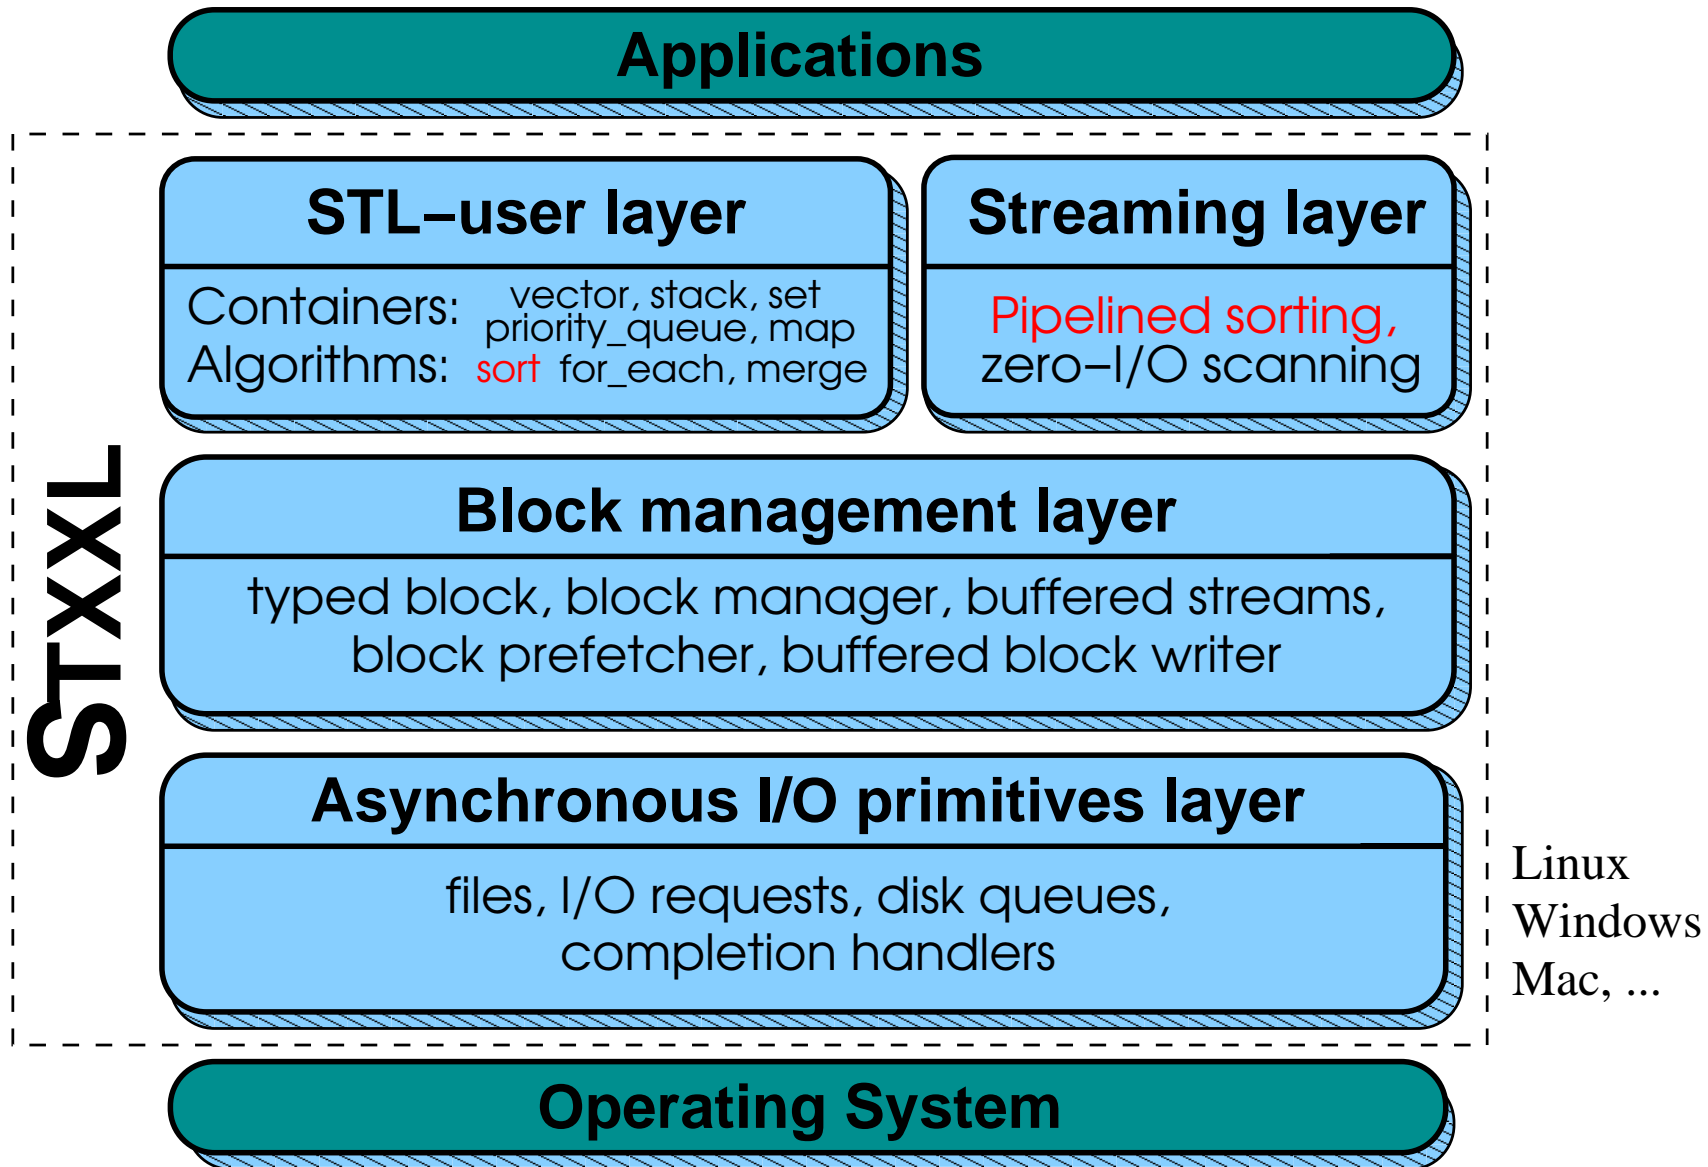 Applications
STL–user layer
Containers: vector, stack, set
priority_queue, map
Algorithms: sort for_each, merge
Streaming layer
Pipelined sorting,
zero–I/O scanning
STXXL
Block management layer
typed block, block manager, buffered streams,
block prefetcher, buffered block writer
Asynchronous I/O primitives layer
files, I/O requests, disk queues,
completion handlers
Linux
Windows
Mac, ...
Operating System